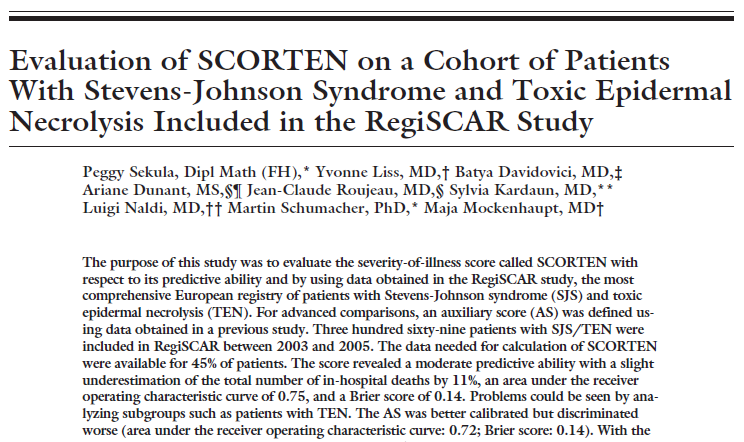 Evaluation of SCORTEN on a Cohort of Patients
With Stevens-Johnson Syndrome and Toxic Epidermal
Necrolysis Included in the RegiSCAR Study
Peggy Sekula, Dipl Math (FH),* Yvonne Liss, MD,† Batya Davidovici, MD,‡
Ariane Dunant, MS,§¶ Jean-Claude Roujeau, MD,§ Sylvia Kardaun, MD,**
Luigi Naldi, MD,†† Martin Schumacher, PhD,* Maja Mockenhaupt, MD†
The purpose of this study was to evaluate the severity-of-illness score called SCORTEN with
respect to its predictive ability and by using data obtained in the RegiSCAR study, the most
comprehensive European registry of patients with Stevens-Johnson syndrome (SJS) and toxic
epidermal necrolysis (TEN). For advanced comparisons, an auxiliary score (AS) was defined us-
ing data obtained in a previous study. Three hundred sixty-nine patients with SJS/TEN were
included in RegiSCAR between 2003 and 2005. The data needed for calculation of SCORTEN
were available for 45% of patients. The score revealed a moderate predictive ability with a slight
underestimation of the total number of in-hospital deaths by 11%, an area under the receiver
operating characteristic curve of 0.75, and a Brier score of 0.14. Problems could be seen by ana-
lyzing subgroups such as patients with TEN. The AS was better calibrated but discriminated
worse (area under the receiver operating characteristic curve: 0.72; Brier score: 0.14). With the